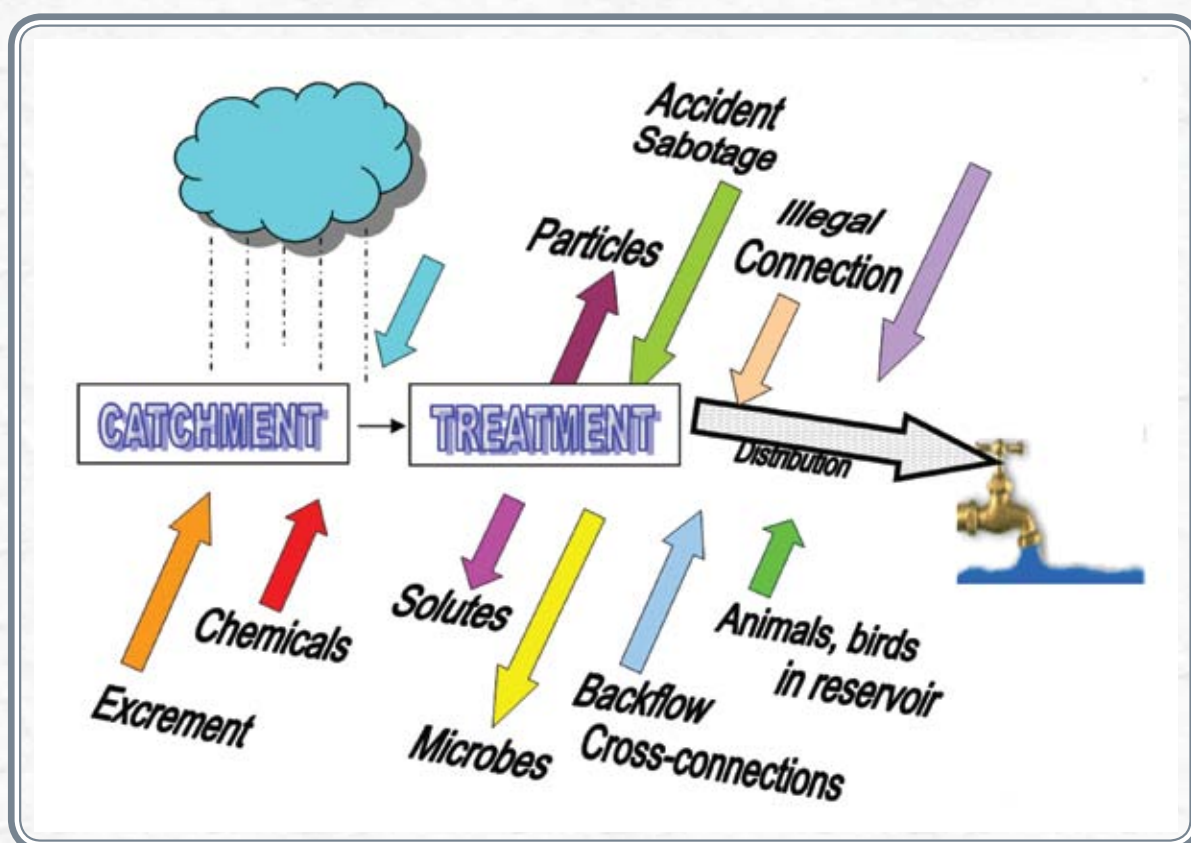 Accident
Sabotage
Illegal
Connection
Particles
CATCHMENT
TREATMENT
Distribution
Solutes
Chemicals
Excrement
Microbes
Animals, birds
in reservoir
Backflow
Cross-connections